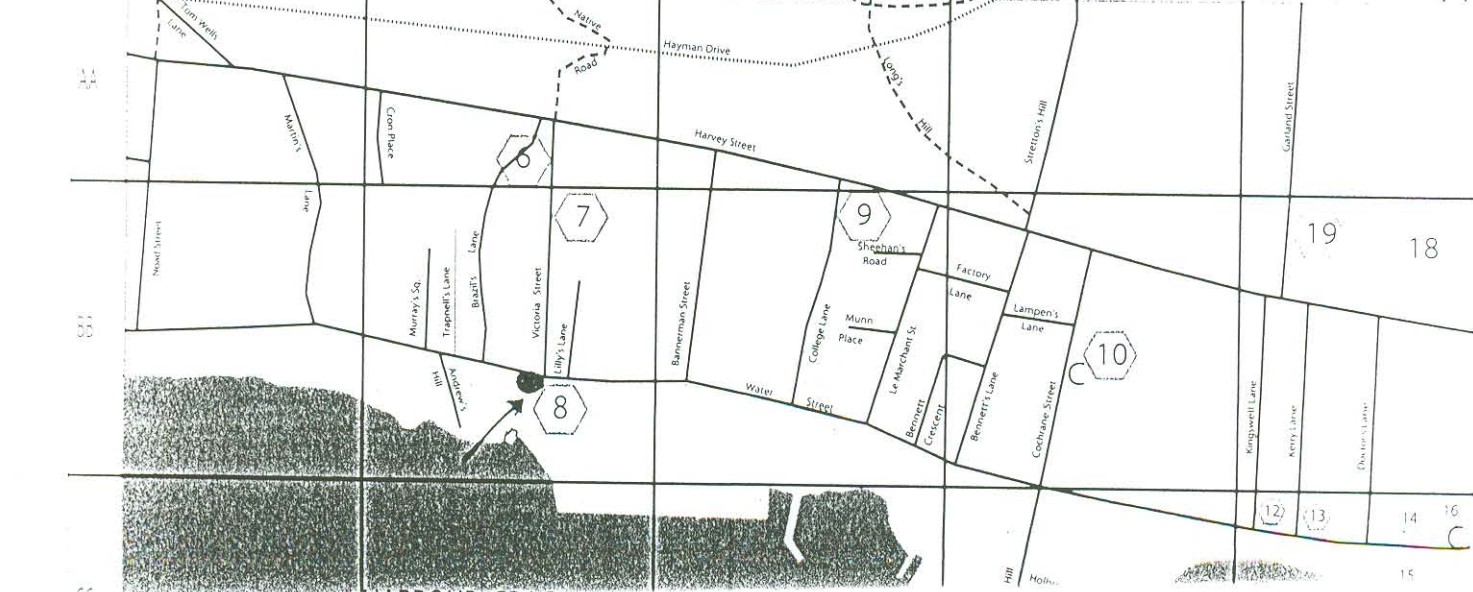 Tom Wells
Lane
Native
Road
Hayman Drive
Long's
Hill
Stretton's Hill
Garland Street
AA
Martin's
Lane
Cron Place
Harvey Street
6
7
9
19
18
Noad Street
Murray's Sq.
Trapnell's Lane
Brazil's Lane
Victoria Street
Lilly's Lane
Bannerman Street
College Lane
Sheehan's
Road
Munn
Place
Le Marchant St
Factory
Lane
Lampen's
Lane
BB
Andrew's
Hill
8
Water
Street
Bennett
Crescent
Bennett's Lane
Cochrane Street
10
C
Kingswell Lane
Kerry Lane
Doctor's Lane
12
13
14
16
C
15
Hill